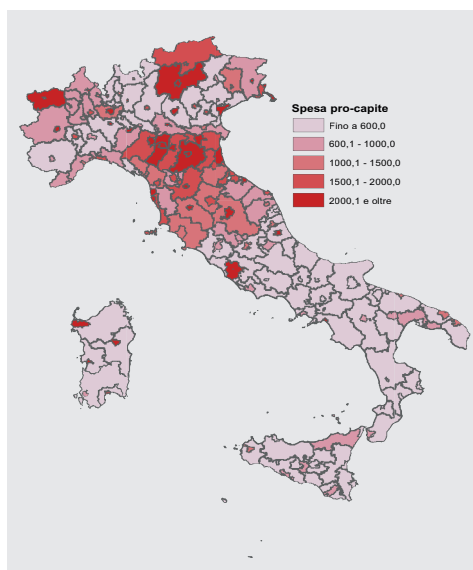 Spesa pro-capite
Fino a 600,0
600,1 - 1000,0
1000,1 - 1500,0
1500,1 - 2000,0
2000,1 e oltre